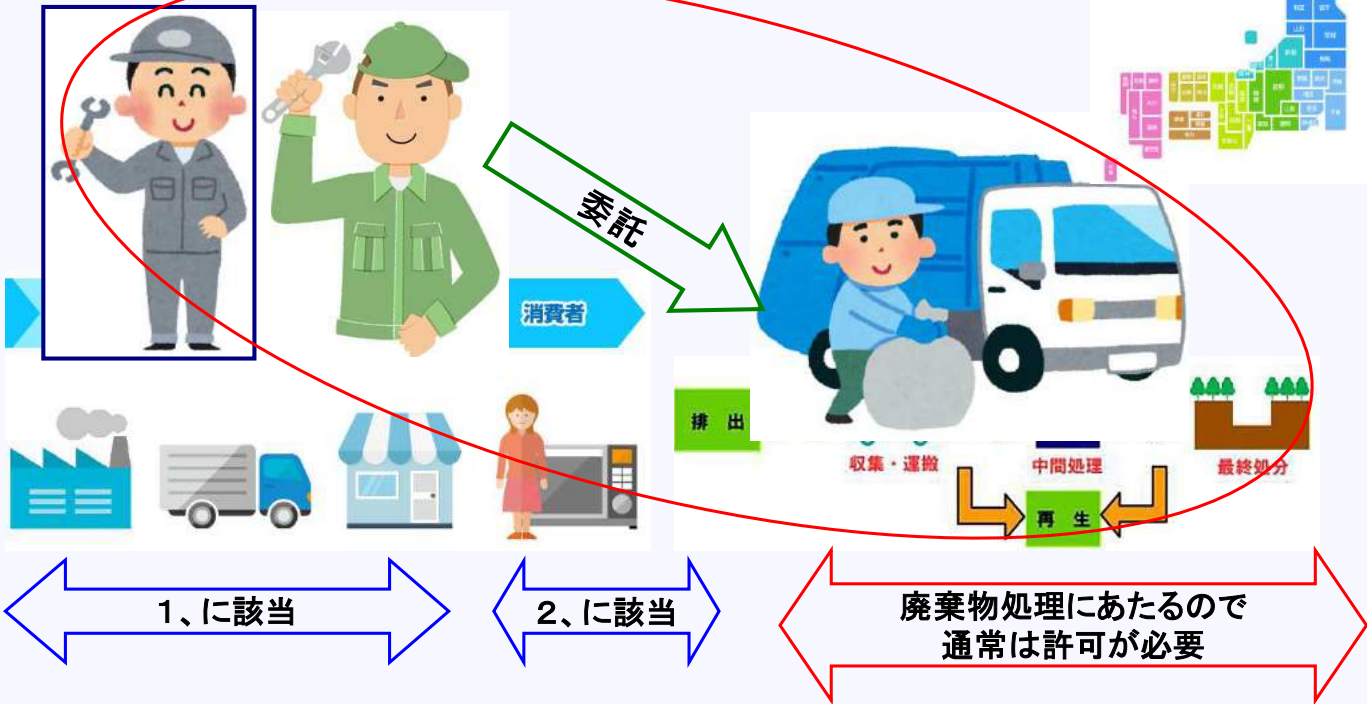 委託
消費者
排 出
収集・運搬
中間処理
最終処分
再 生
1、に該当
2、に該当
廃棄物処理にあたるので
通常は許可が必要